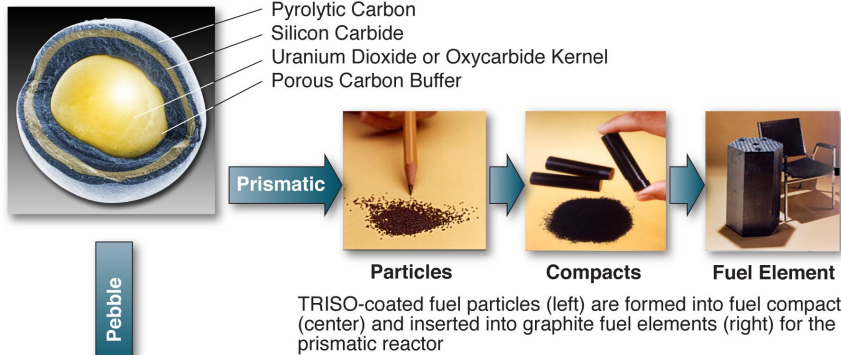 Pyrolytic Carbon
Silicon Carbide
Uranium Dioxide or Oxycarbide Kernel
Porous Carbon Buffer
Prismatic
Particles
Compacts
Fuel Element
TRISO-coated fuel particles (left) are formed into fuel compact
(center) and inserted into graphite fuel elements (right) for the
prismatic reactor
Pebble